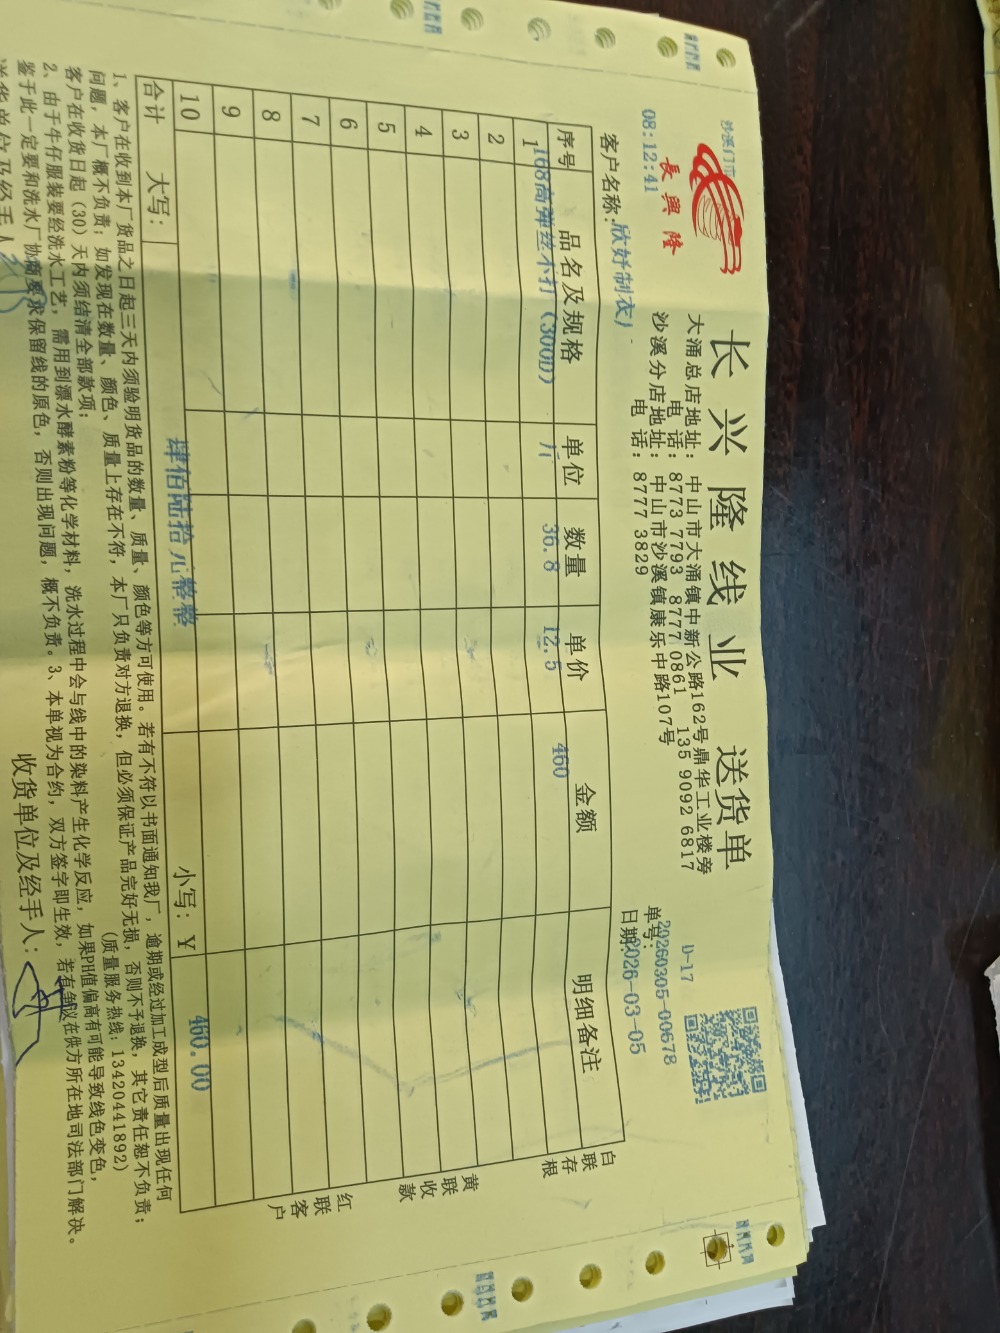 沙溪门市
長興隆
08:12:41
长兴隆线业 送货单
大涌总店地址: 中山市大涌镇中新公路162号鼎华工业楼旁
电 话: 8773 7793 8777 0861 135 9092 6817
沙溪分店地址: 中山市沙溪镇康乐中路107号
电 话: 8777 3829
D-17
单号: 20260305-00678
日期: 2026-03-05
客户名称: 欣好制衣)
序号 品名及规格 单位 数量 单价 金额 明细备注
1 168高弹丝不打（300D） 斤 36.8 12.5 460
2
3
4
5
6
7
8
9
10
合计 大写: 肆佰陆拾元整整 小写: ¥ 460.00
白联存根
黄联收款
红联客户
1、客户在收到本厂货品之日起三天内须验明货品的数量、质量、颜色等方可使用。若有不符以书面通知我厂，逾期或经过加工成型后质量出现任何
问题，本厂概不负责；如发现在数量、颜色、质量上存在不符，本厂只负责对方退换，但必须保证产品完好无损，否则不予退换，其它责任恕不负责；
客户在收货日起（30）天内须结清全部款项； (质量服务热线: 13420441892)
2、由于牛仔服装要经洗水工艺，需用到漂水酵素粉等化学材料，洗水过程中会与线中的染料产生化学反应，如果PH值偏高有可能导致线色变色，
鉴于此一定要和洗水厂协商要求保留线的原色，否则出现问题，概不负责。3、本单视为合约，双方签字即生效，若有争议在供方所在地司法部门解决。
送货单位及经手人
收货单位及经手人: